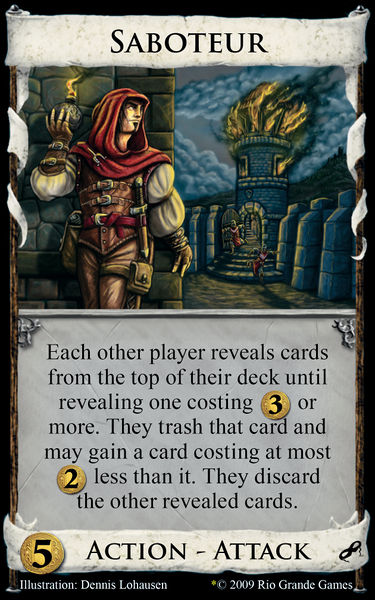 SABOTEUR
Each other player reveals cards
from the top of their deck until
revealing one costing 3 or
more. They trash that card and
may gain a card costing at most
2 less than it. They discard
the other revealed cards.
5 ACTION - ATTACK
Illustration: Dennis Lohausen *© 2009 Rio Grande Games